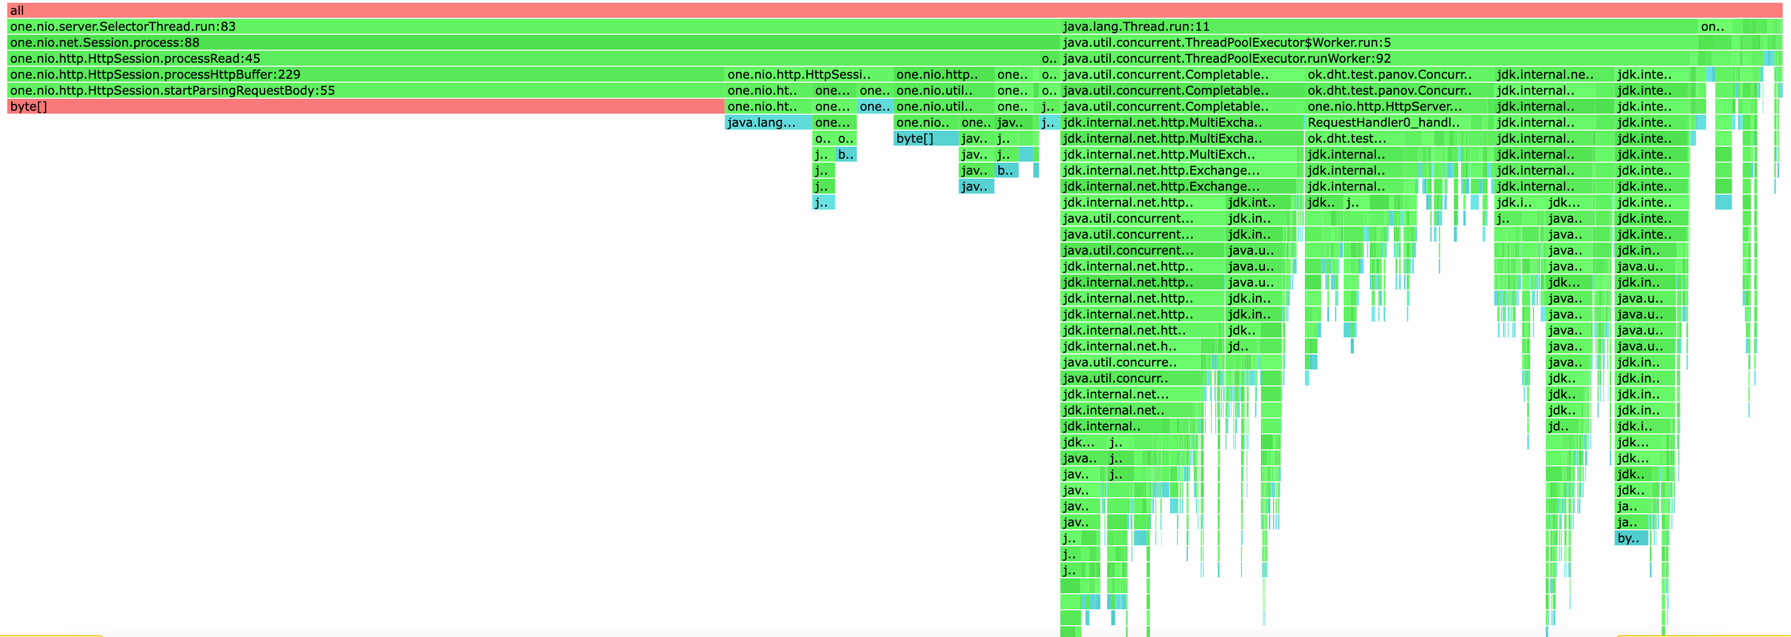 all
one.nio.server.SelectorThread.run:83 java.lang.Thread.run:11 on..
one.nio.net.Session.process:88 java.util.concurrent.ThreadPoolExecutor$Worker.run:5
one.nio.http.HttpSession.processRead:45 o.. java.util.concurrent.ThreadPoolExecutor.runWorker:92
one.nio.http.HttpSession.processHttpBuffer:229 one.nio.http.HttpSessi.. one.nio.http.. one.. o.. java.util.concurrent.Completable.. ok.dht.test.panov.Concurr.. jdk.internal.ne.. jdk.inte..
one.nio.http.HttpSession.startParsingRequestBody:55 one.nio.ht.. one... one.. one.nio.util.. one.. o.. java.util.concurrent.Completable.. ok.dht.test.panov.Concurr.. jdk.internal... jdk.inte..
byte[] one.nio.ht.. one... one.. one.nio.util.. one.. j.. java.util.concurrent.Completable.. one.nio.http.HttpServer... jdk.internal... jdk.inte..
java.lang... one... one.nio.. one.. jav.. j.. jdk.internal.net.http.MultiExcha.. RequestHandler0_handl.. jdk.internal... jdk.inte..
o.. o.. byte[] jav.. j.. jdk.internal.net.http.MultiExcha.. ok.dht.test... jdk.internal... jdk.inte..
j.. b.. jav.. j.. jdk.internal.net.http.MultiExch.. jdk.internal.. jdk.internal... jdk.inte..
j.. jav.. b.. jdk.internal.net.http.Exchange... jdk.internal.. jdk.internal... jdk.inte..
j.. jav.. jdk.internal.net.http.Exchange... jdk.internal.. jdk.internal... jdk.inte..
j.. jdk.internal.net.http.. jdk.int.. jdk.. j.. jdk.i.. jdk... jdk.inte..
java.util.concurrent... jdk.in.. j.. java.. jdk.inte..
java.util.concurrent... jdk.in.. java.. jdk.inte..
java.util.concurrent... java.u.. java.. jdk.in..
jdk.internal.net.http.. java.u.. java.. java.u..
jdk.internal.net.http.. java.u.. jdk... jdk.in..
jdk.internal.net.http.. jdk.in.. java.. java.u..
jdk.internal.net.http.. jdk.in.. java.. java.u..
jdk.internal.net.htt.. jdk.. java.. java.u..
jdk.internal.net.h.. jd.. java.. java.u..
java.util.concurre.. java.. jdk.in..
java.util.concurr.. jdk.. jdk.in..
jdk.internal.net... jdk.. jdk.in..
jdk.internal.net.. jdk.. jdk.in..
jdk.internal.. jd.. jdk.i..
jdk... j.. jdk...
java.. j.. jdk...
jav.. j.. jdk..
jav.. jdk..
jav.. ja..
jav.. ja..
j.. by..
j..
j..